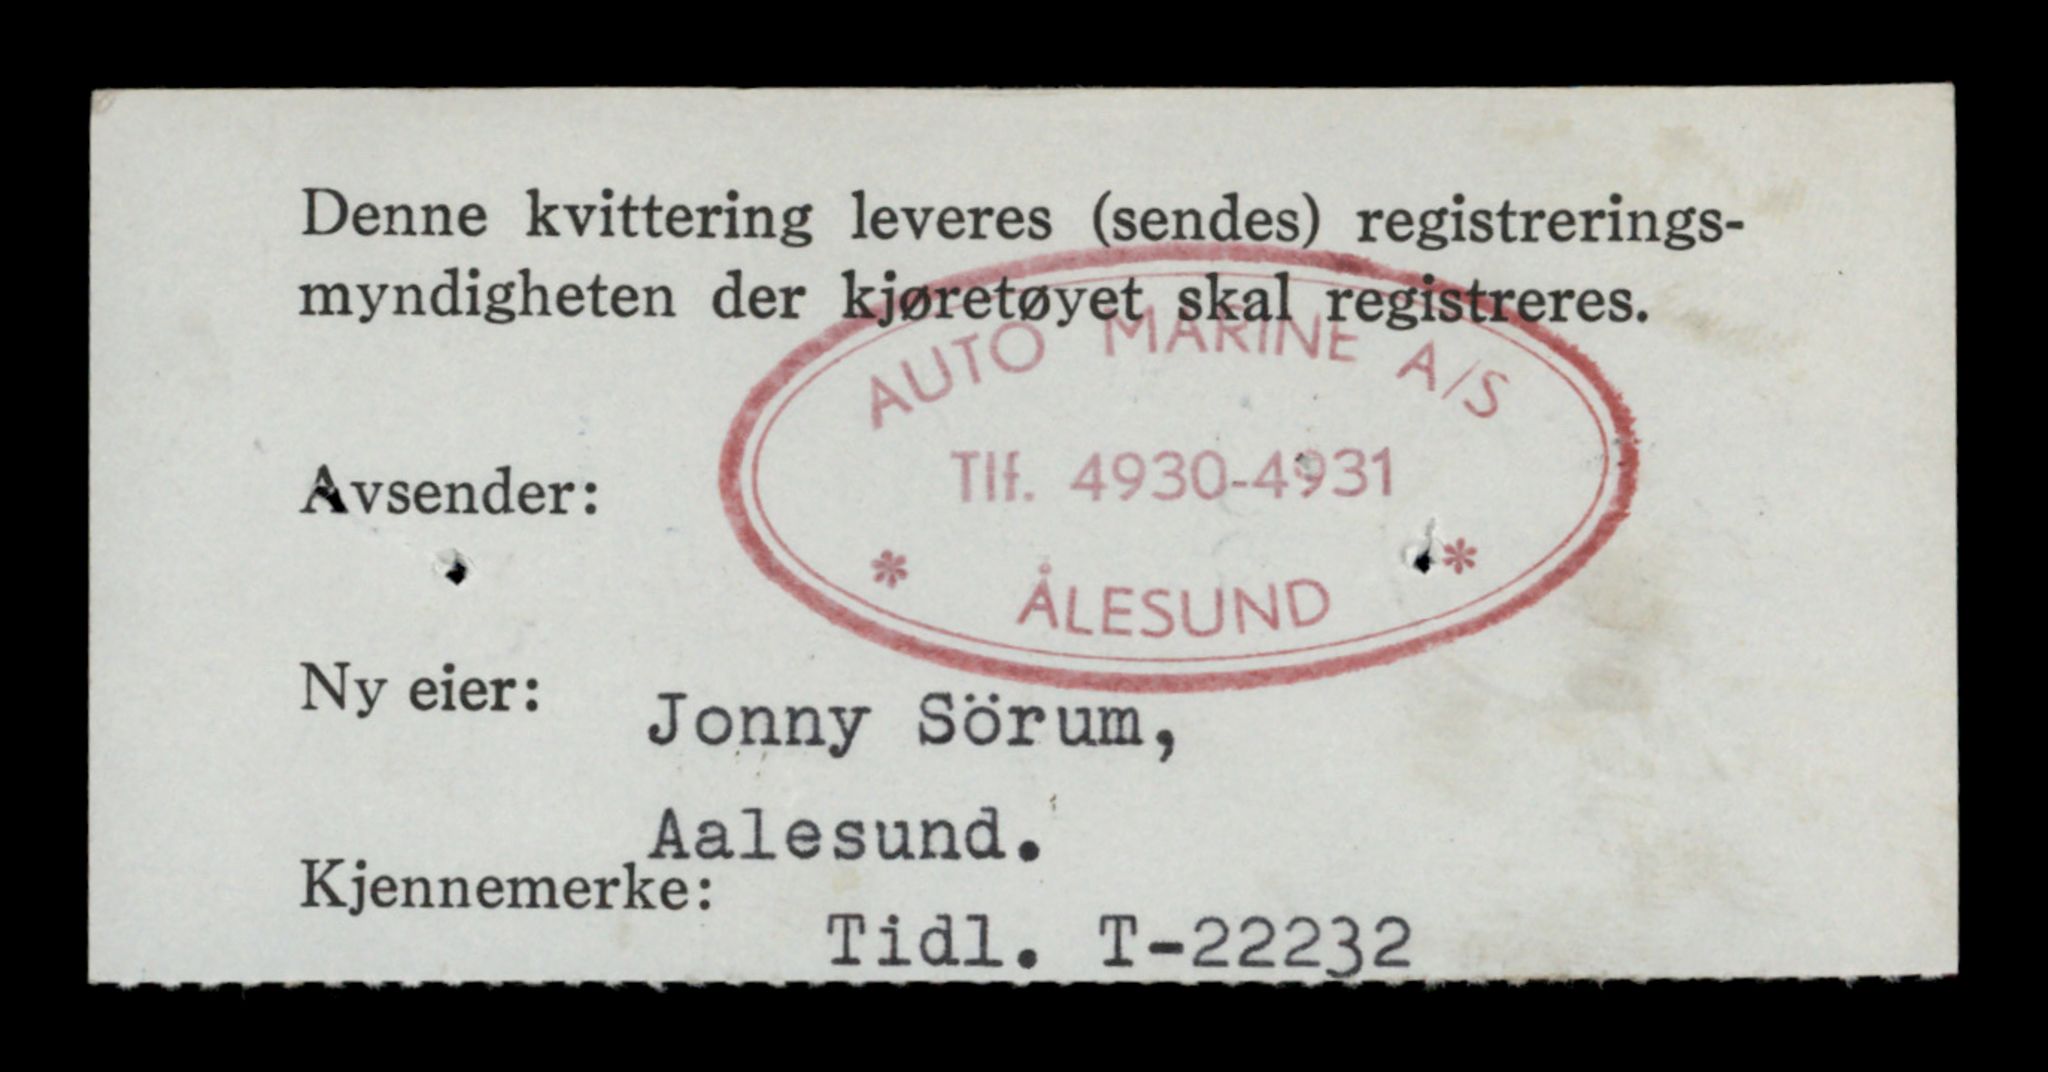 Denne kvittering leveres (sendes) registrerings-
myndigheten der kjøretøyet skal registreres.
AUTO MARINE A/S
Tlf. 4930-4931
* ÅLESUND *
Avsender:
Ny eier: Jonny Sörum,
Aalesund.
Kjennemerke: Tidl. T-22232